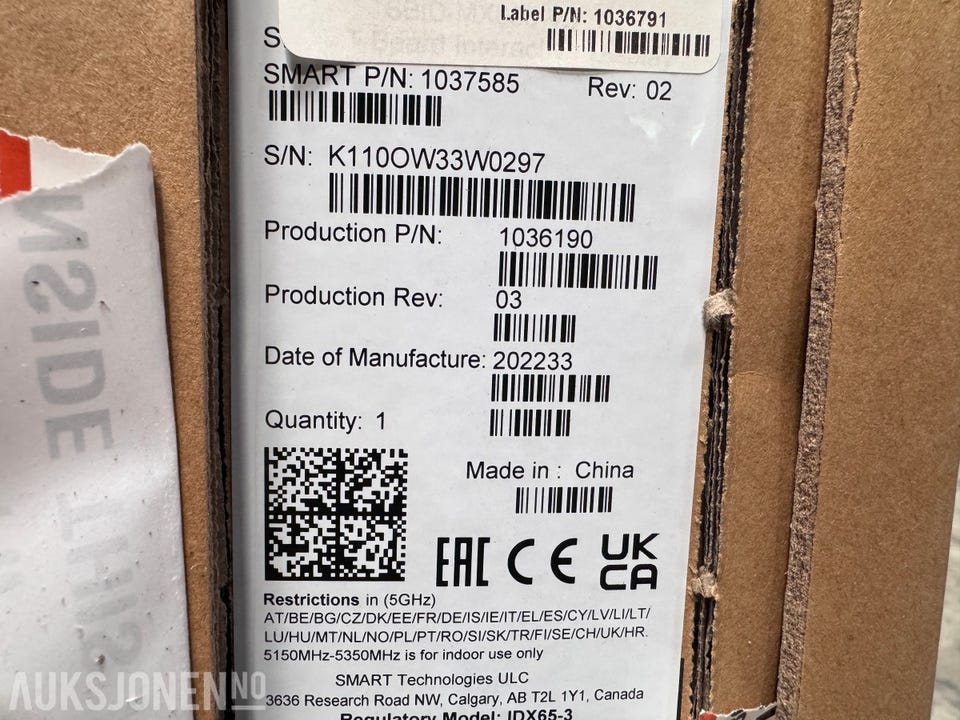 Label P/N: 1036791
S
SMART P/N: 1037585 Rev: 02
S/N: K110OW33W0297
Production P/N: 1036190
Production Rev: 03
Date of Manufacture: 202233
Quantity: 1
Made in : China
EAC CE UK CA
Restrictions in (5GHz)
AT/BE/BG/CZ/DK/EE/FR/DE/IS/IE/IT/EL/ES/CY/LV/LI/LT/
LU/HU/MT/NL/NO/PL/PT/RO/SI/SK/TR/FI/SE/CH/UK/HR.
5150MHz-5350MHz is for indoor use only
SMART Technologies ULC
3636 Research Road NW, Calgary, AB T2L 1Y1, Canada
Regulatory Model: IDX65-3
INSIDE THIS
AUKSJONEN.NO